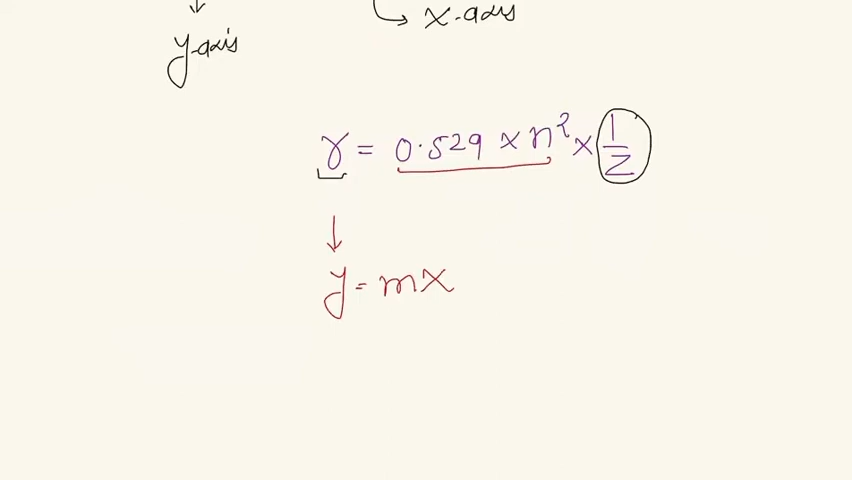 ↓ ↳ x-axis
y-axis
r = 0.529 × n² × 1/Z
↓
y = mx